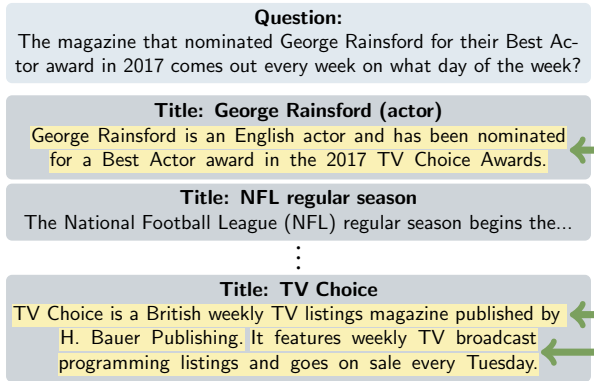 Question:
The magazine that nominated George Rainsford for their Best Ac-
tor award in 2017 comes out every week on what day of the week?
Title: George Rainsford (actor)
George Rainsford is an English actor and has been nominated
for a Best Actor award in the 2017 TV Choice Awards.
Title: NFL regular season
The National Football League (NFL) regular season begins the...
Title: TV Choice
TV Choice is a British weekly TV listings magazine published by
H. Bauer Publishing. It features weekly TV broadcast
programming listings and goes on sale every Tuesday.